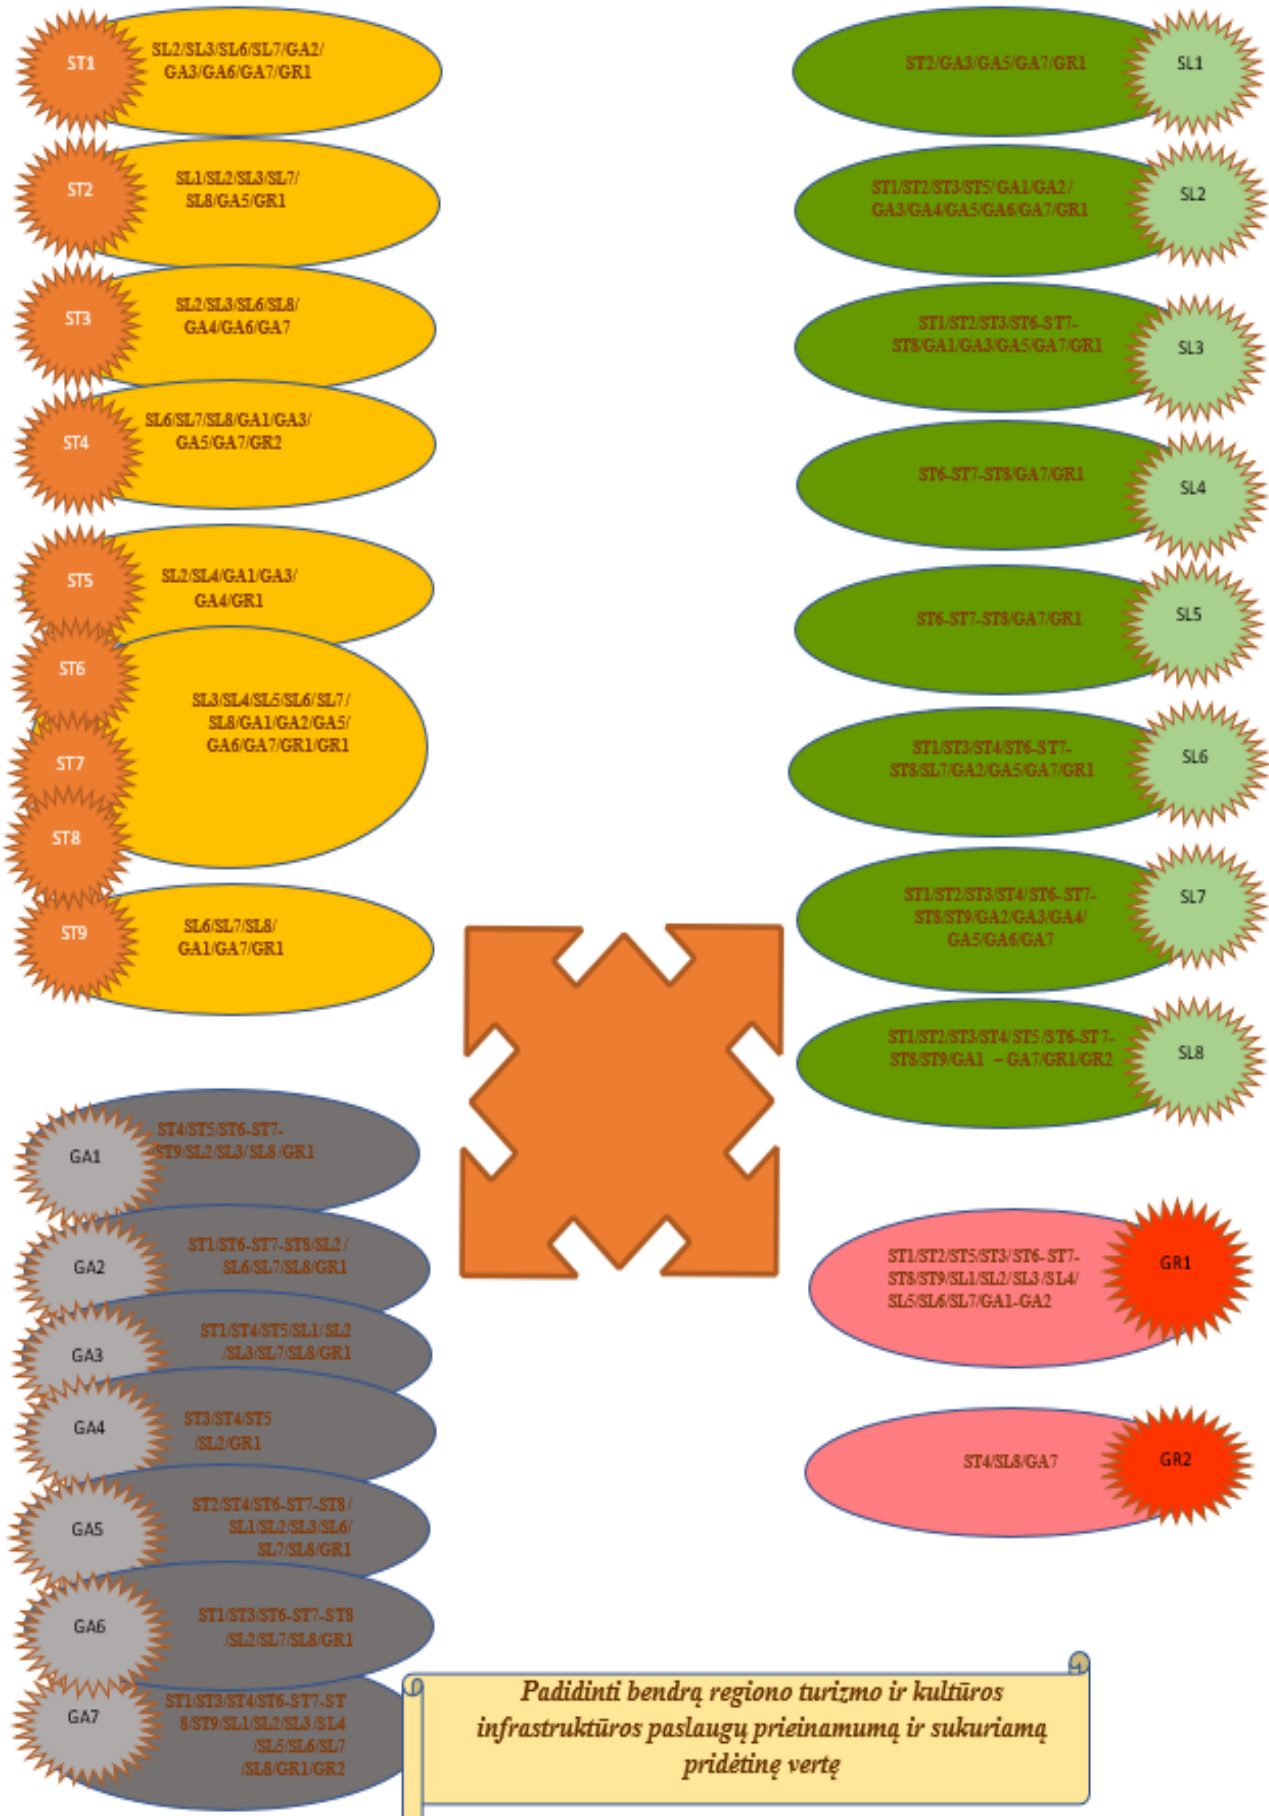 ST1
SL2/SL3/SL6/SL7/GA2/
GA3/GA6/GA7/GR1
ST2
SL1/SL2/SL3/SL7/
SL8/GA5/GR1
ST3
SL2/SL3/SL6/SL8/
GA4/GA6/GA7
ST4
SL6/SL7/SL8/GA1/GA3/
GA5/GA7/GR2
ST5
SL2/SL4/GA1/GA3/
GA4/GR1
ST6
ST7
ST8
SL3/SL4/SL5/SL6/SL7/
SL8/GA1/GA2/GA5/
GA6/GA7/GR1/GR1
ST9
SL6/SL7/SL8/
GA1/GA7/GR1
ST2/GA3/GA5/GA7/GR1
SL1
ST1/ST2/ST3/ST5/GA1/GA2/
GA3/GA4/GA5/GA6/GA7/GR1
SL2
ST1/ST2/ST3/ST6-ST7-
ST8/GA1/GA3/GA5/GA7/GR1
SL3
ST6-ST7-ST8/GA7/GR1
SL4
ST6-ST7-ST8/GA7/GR1
SL5
ST1/ST3/ST4/ST6-ST7-
ST8/SL7/GA2/GA5/GA7/GR1
SL6
ST1/ST2/ST3/ST4/ST6-ST7-
ST8/ST9/GA2/GA3/GA4/
GA5/GA6/GA7
SL7
ST1/ST2/ST3/ST4/ST5/ST6-ST7-
ST8/ST9/GA1 – GA7/GR1/GR2
SL8
GA1
ST4/ST5/ST6-ST7-
/ST9/SL2/SL3/SL8/GR1
GA2
ST1/ST6-ST7-ST8/SL2/
SL6/SL7/SL8/GR1
GA3
ST1/ST4/ST5/SL1/SL2
/SL3/SL7/SL8/GR1
GA4
ST3/ST4/ST5
/SL2/GR1
GA5
ST2/ST4/ST6-ST7-ST8/
SL1/SL2/SL3/SL6/
SL7/SL8/GR1
GA6
ST1/ST3/ST6-ST7-ST8
/SL2/SL7/SL8/GR1
GA7
ST1/ST3/ST4/ST6-ST7-ST
8/ST9/SL1/SL2/SL3/SL4
/SL5/SL6/SL7
/SL8/GR1/GR2
ST1/ST2/ST5/ST3/ST6-ST7-
ST8/ST9/SL1/SL2/SL3/SL4/
SL5/SL6/SL7/GA1-GA2
GR1
ST4/SL8/GA7
GR2
Padidinti bendrą regiono turizmo ir kultūros
infrastruktūros paslaugų prieinamumą ir sukuriamą
pridėtinę vertę